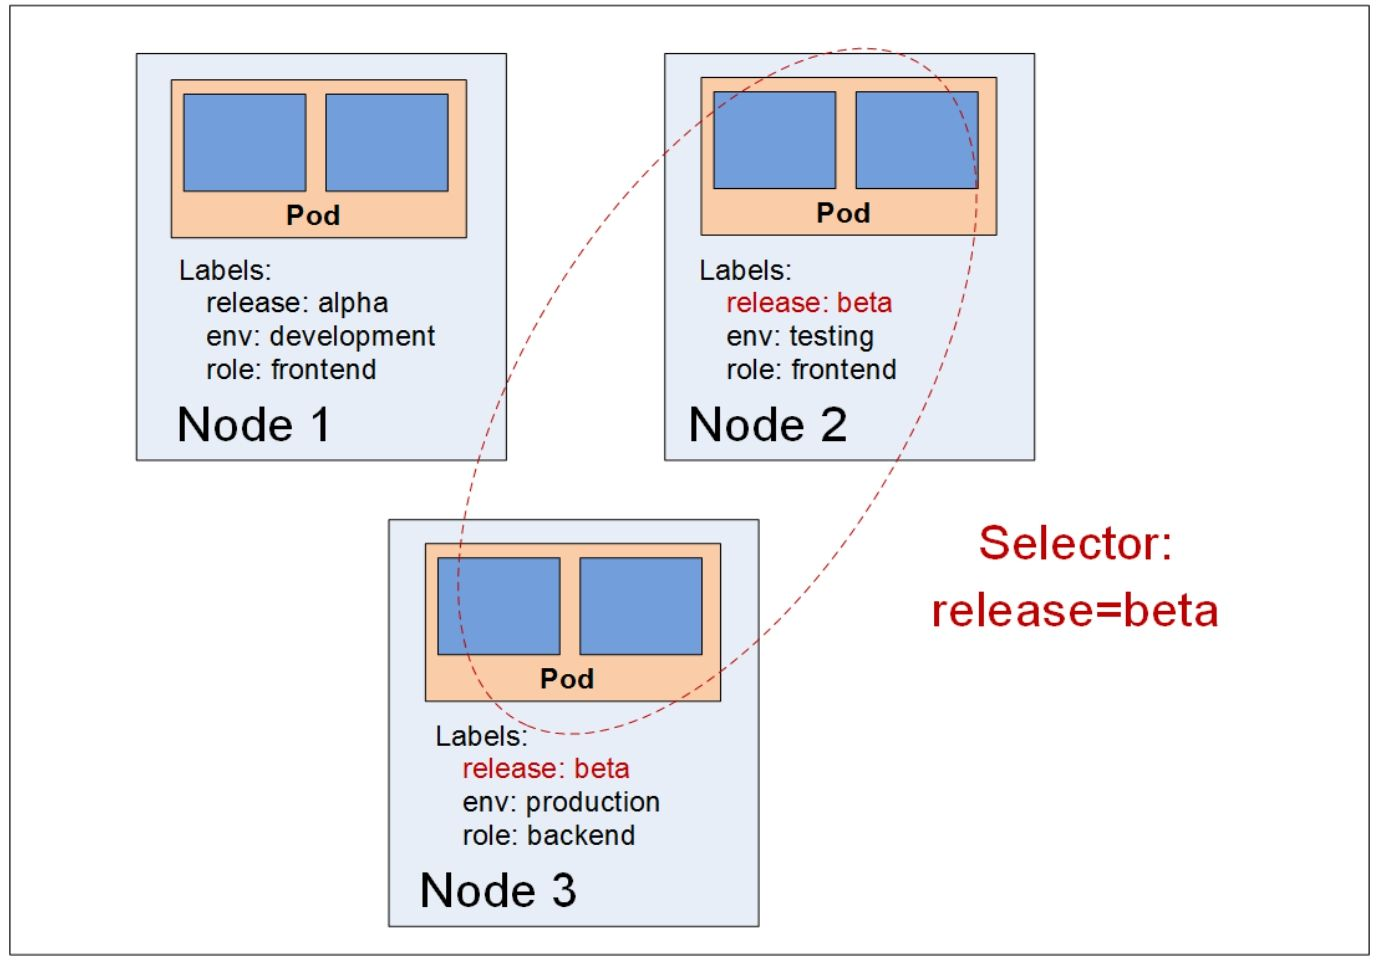 Pod
Labels:
release: alpha
env: development
role: frontend
Node 1
Pod
Labels:
release: beta
env: testing
role: frontend
Node 2
Pod
Labels:
release: beta
env: production
role: backend
Node 3
Selector:
release=beta